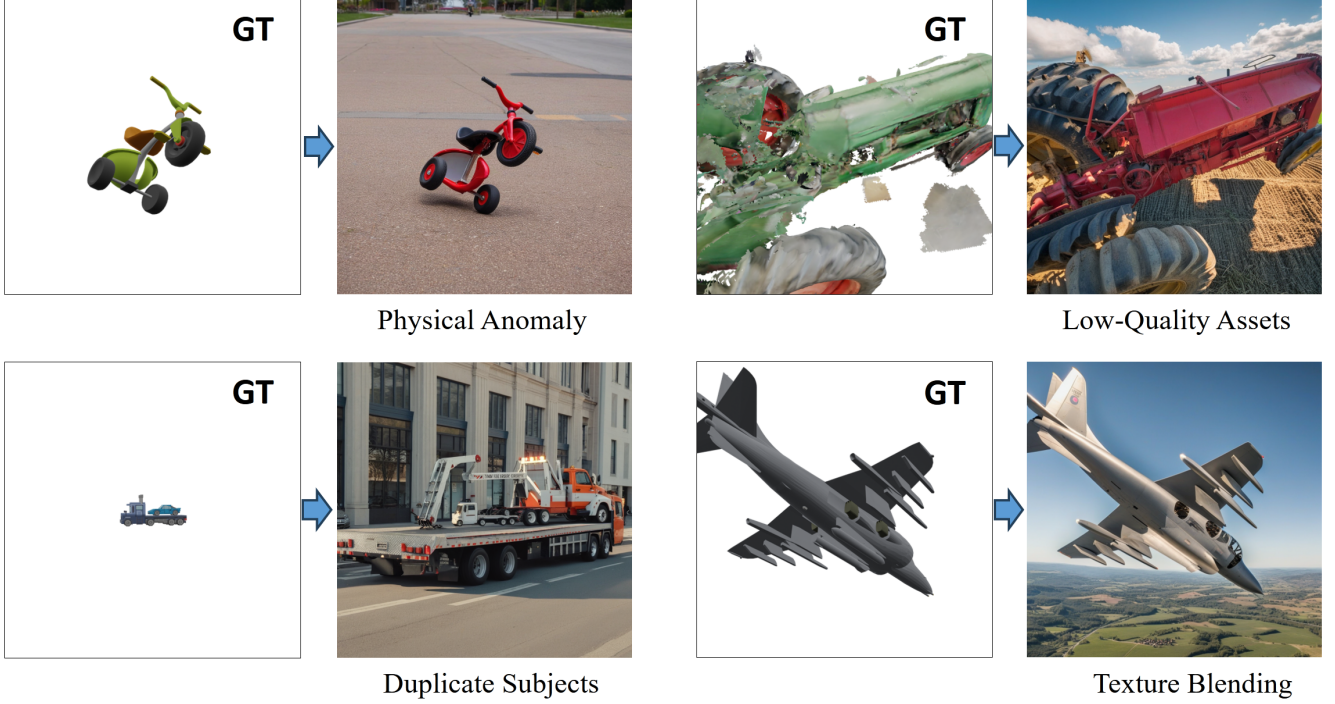 GT
GT
Physical Anomaly
Low-Quality Assets
GT
GT
Duplicate Subjects
Texture Blending